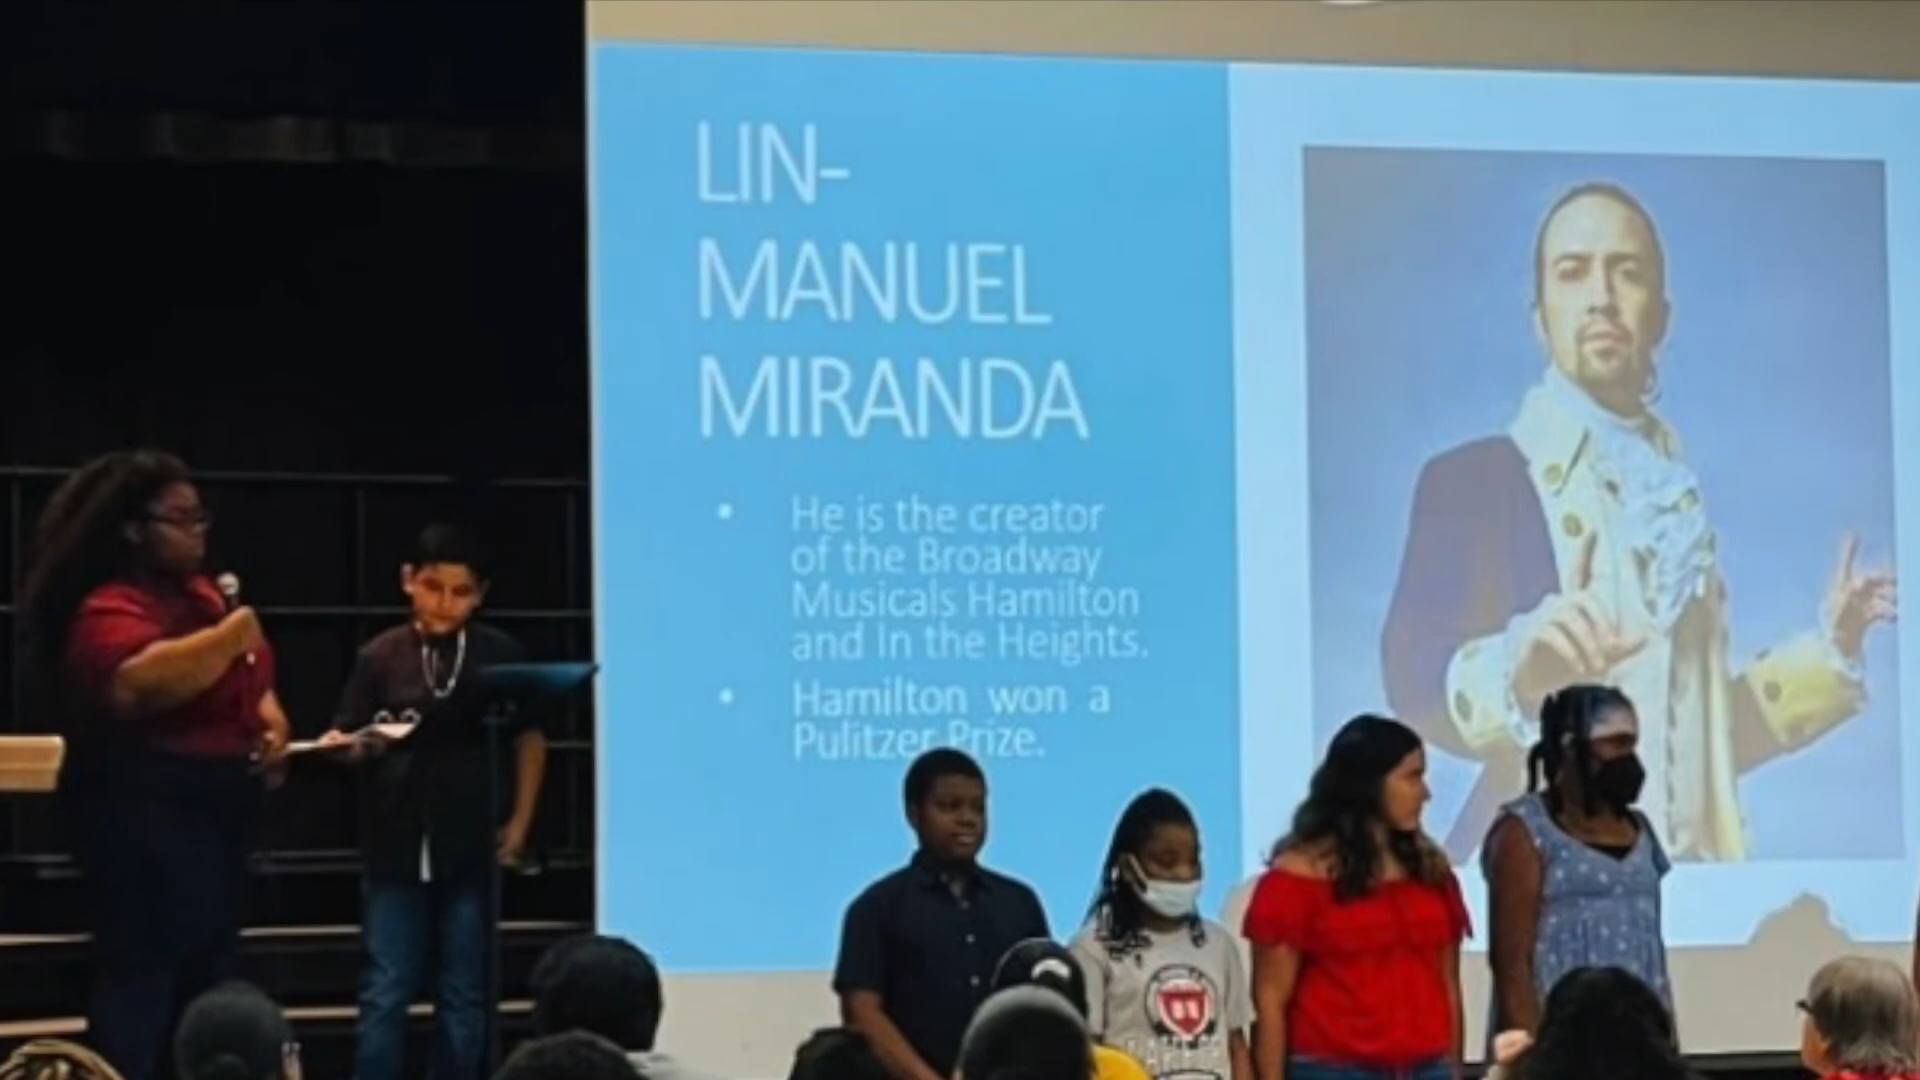 LIN-
MANUEL
MIRANDA
• He is the creator
of the Broadway
Musicals Hamilton
and In the Heights.
• Hamilton won a
Pulitzer Prize.